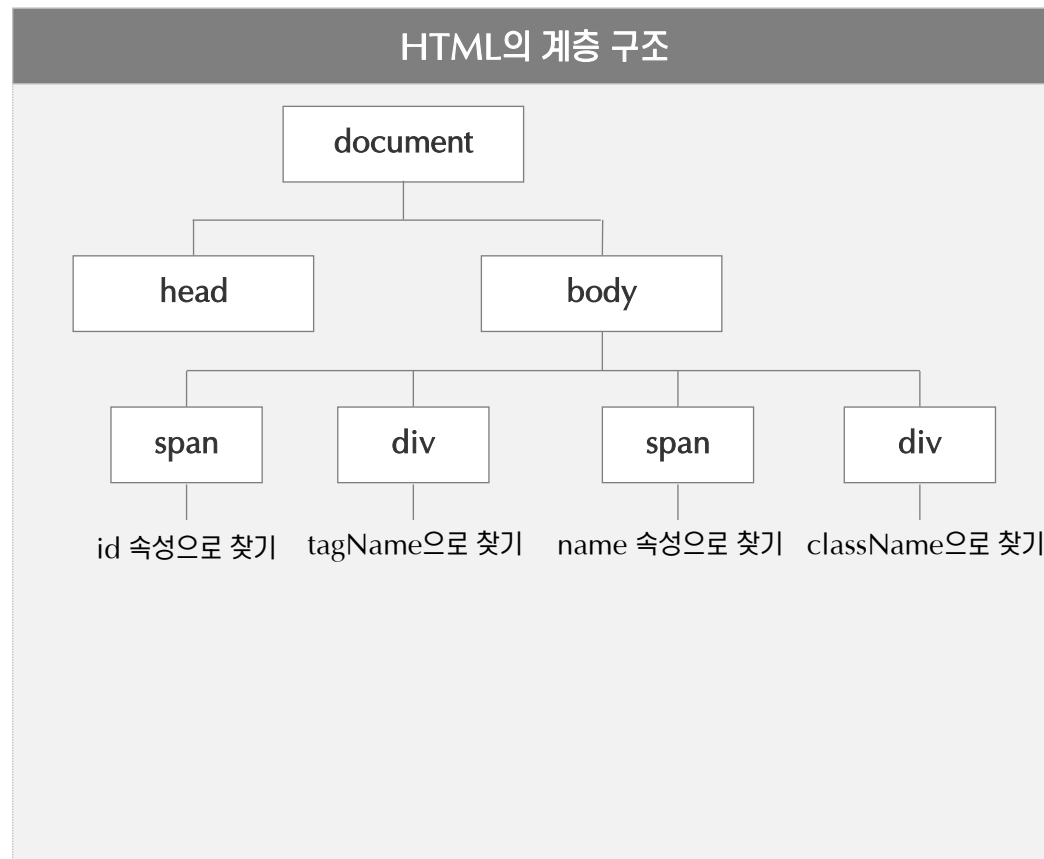 HTML의 계층 구조
document
head
body
span
div
span
div
id 속성으로 찾기
tagName으로 찾기
name 속성으로 찾기
className으로 찾기